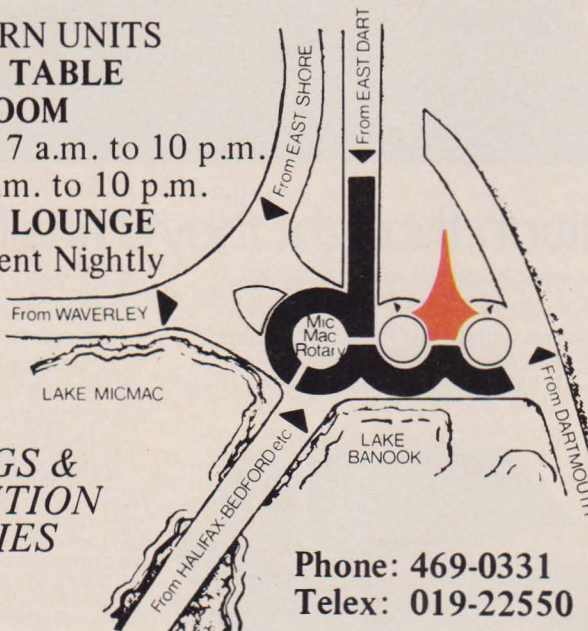 RN UNITS
TABLE
OOM
7 a.m. to 10 p.m.
.m. to 10 p.m.
LOUNGE
ent Nightly
From EAST SHORE
From EAST DART
From WAVERLEY
Mic
Mac
Rotary
LAKE MICMAC
From DARTMOUTH
LAKE
BANOOK
From HALIFAX-BEDFORD etc
GS &
TION
IES
Phone: 469-0331
Telex: 019-22550